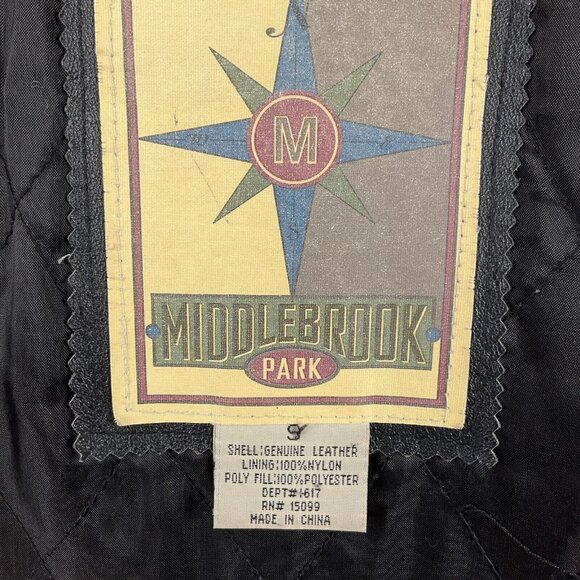 N
W
E
M
S
MIDDLEBROOK
PARK
S
SHELL:GENUINE LEATHER
LINING:100%NYLON
POLY FILL:100%POLYESTER
DEPT#1617
RN# 15099
MADE IN CHINA